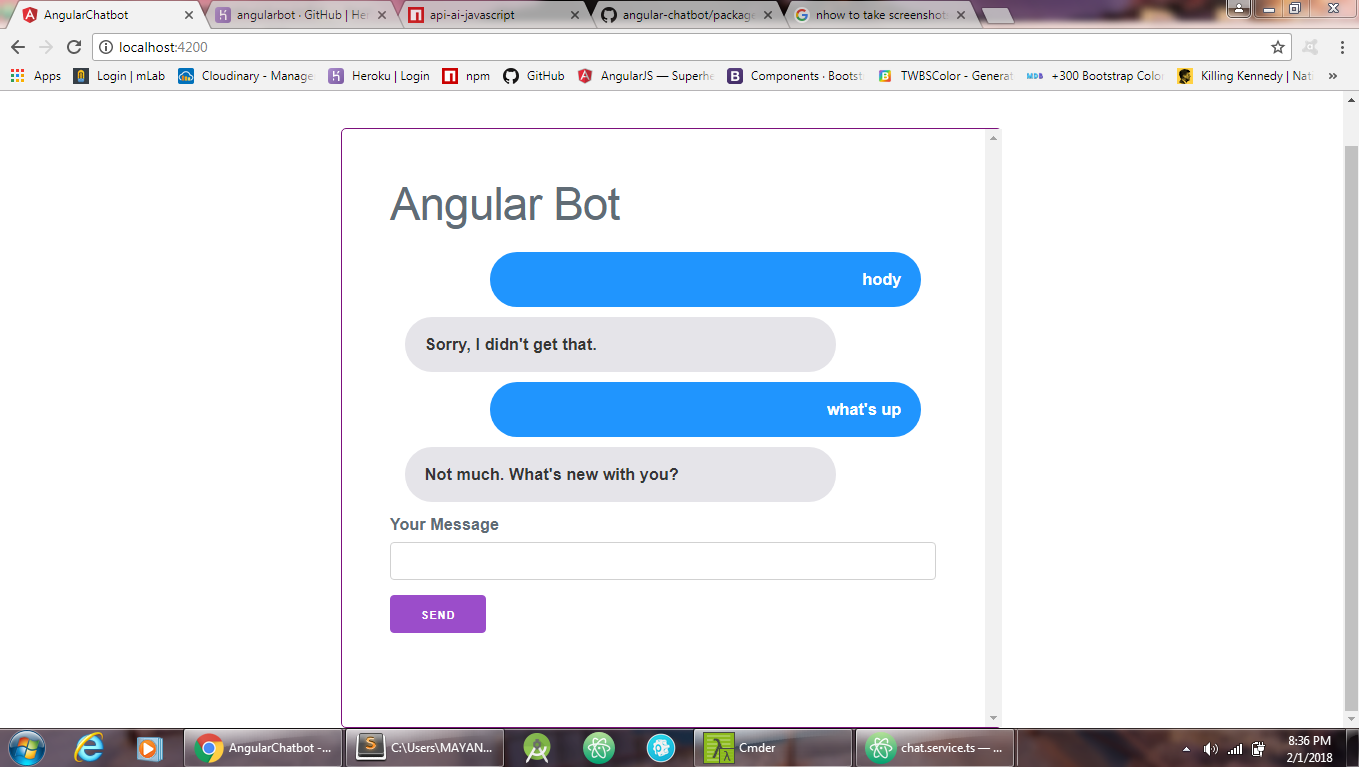 AngularChatbot
angularbot · GitHub | Her
api-ai-javascript
angular-chatbot/package
nhow to take screenshots
localhost:4200
Apps
Login | mLab
Cloudinary - Manage
Heroku | Login
npm
GitHub
AngularJS — Superhe
Components · Bootst
TWBSColor - Generat
+300 Bootstrap Color
Killing Kennedy | Nati
»
Angular Bot
hody
Sorry, I didn't get that.
what's up
Not much. What's new with you?
Your Message
SEND
AngularChatbot -...
C:\Users\MAYAN...
Cmder
chat.service.ts — ...
8:36 PM
2/1/2018